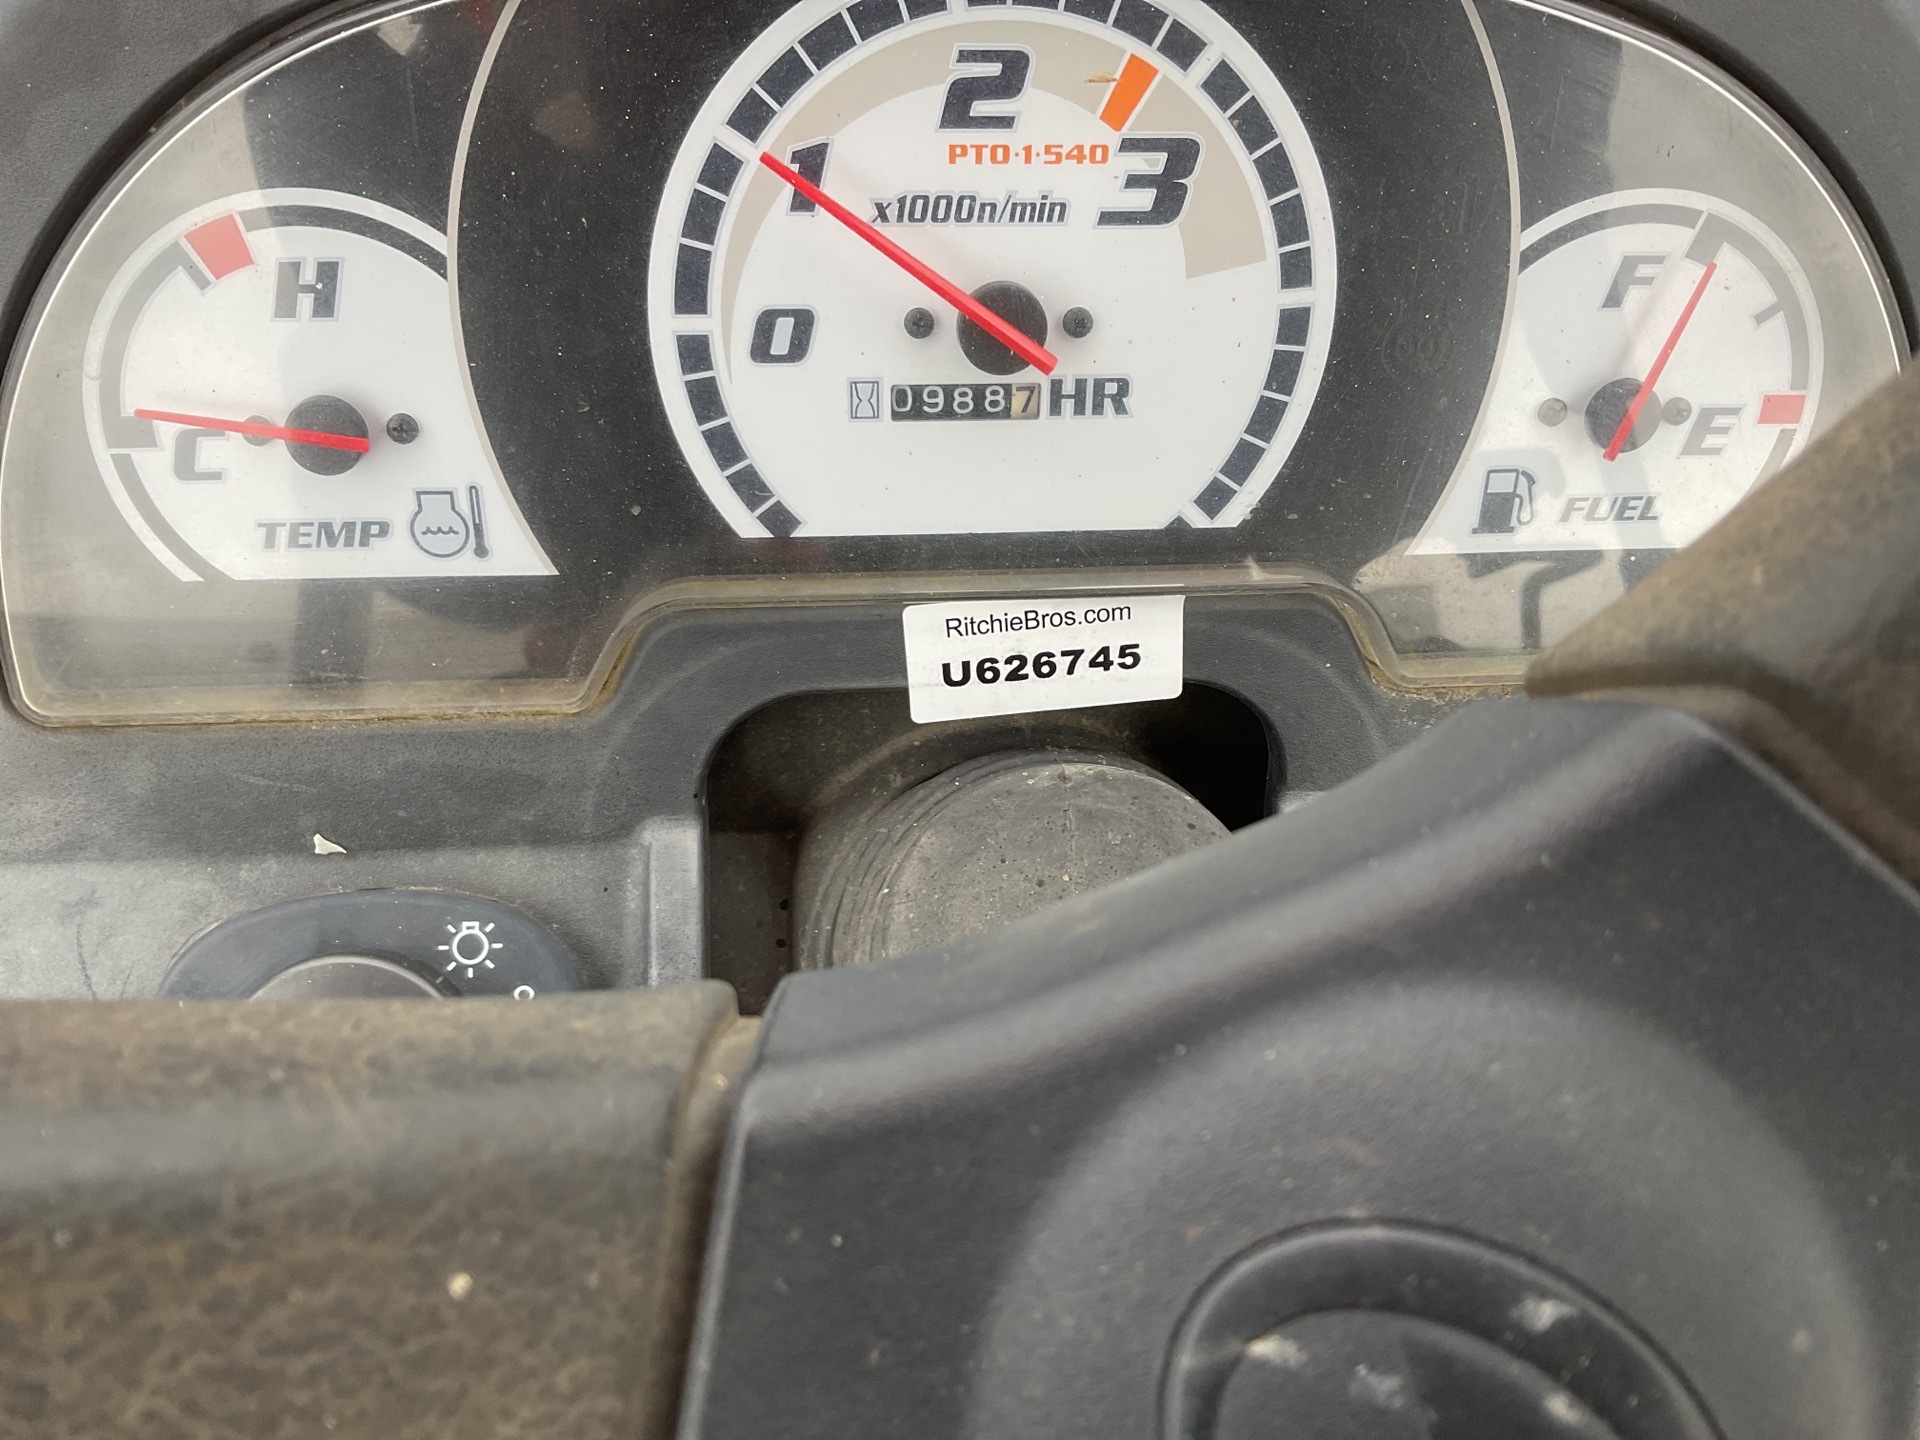 2
PTO·1·540
1
3
x1000n/min
0
H
F
09887 HR
C
E
TEMP
FUEL
RitchieBros.com
U626745